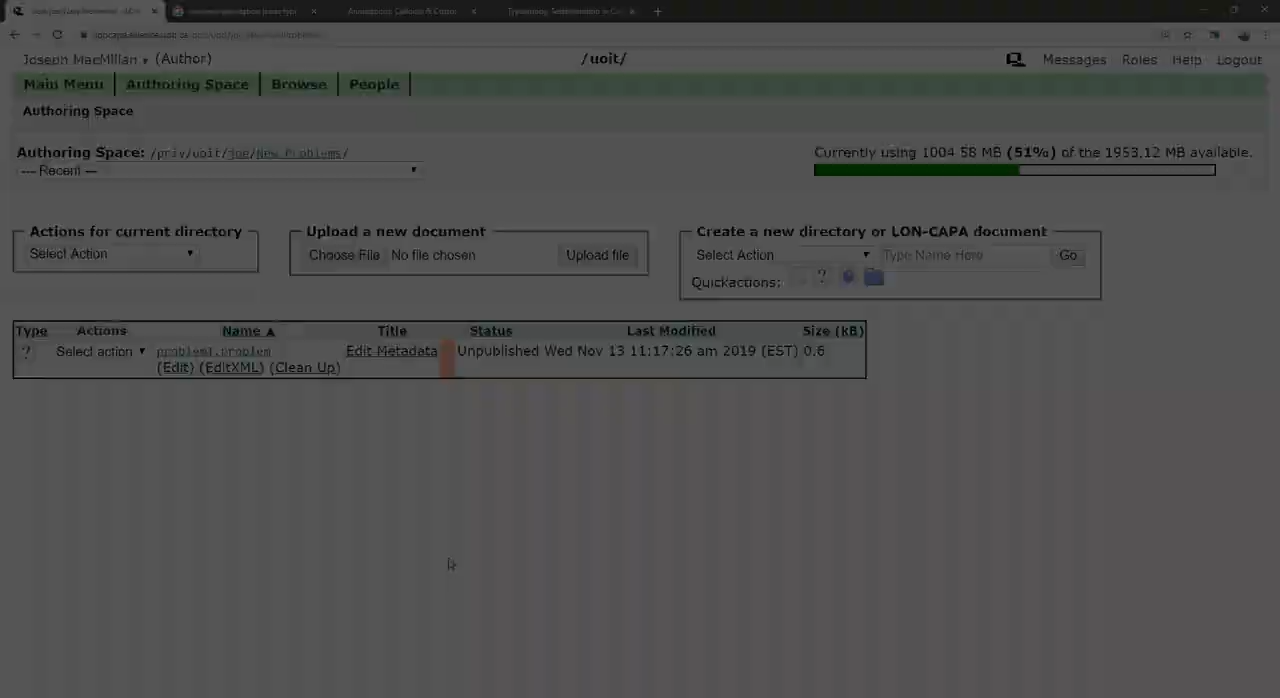 Joseph MacMillan ▾ (Author)
/uoit/
Messages Roles Help Logout
Main Menu Authoring Space Browse People
Authoring Space
Authoring Space: /priv/uoit/joe/New_Problems/
--- Recent ---
Currently using 1004.58 MB (51%) of the 1953.12 MB available.
Actions for current directory
Select Action
Upload a new document
Choose File No file chosen Upload file
Create a new directory or LON-CAPA document
Select Action Type Name Here Go
Quickactions: ?
Type Actions Name ▲ Title Status Last Modified Size (kB)
? Select action problem1.problem Edit Metadata Unpublished Wed Nov 13 11:17:26 am 2019 (EST) 0.6
(Edit) (EditXML) (Clean Up)